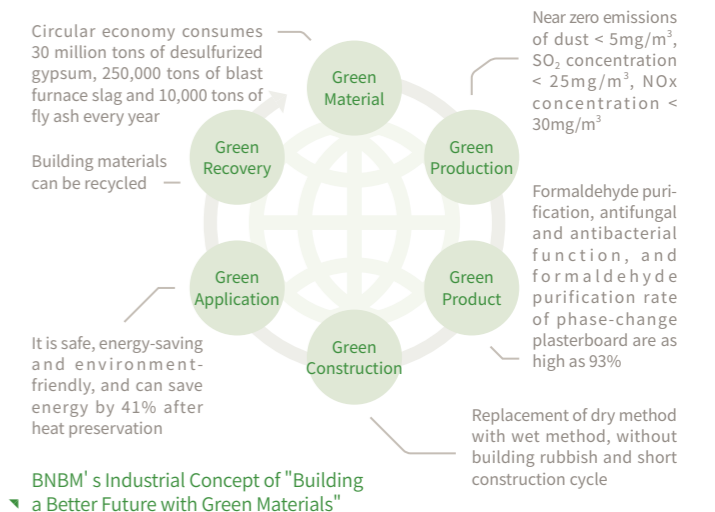 Circular economy consumes
30 million tons of desulfurized
gypsum, 250,000 tons of blast
furnace slag and 10,000 tons of
fly ash every year
Green
Material
Near zero emissions
of dust < 5mg/m³,
SO₂ concentration
< 25mg/m³, NOx
concentration <
30mg/m³
Green
Recovery
Building materials
can be recycled
Green
Production
Formaldehyde puri-
fication, antifungal
and antibacterial
function, and
formaldehyde
purification rate
of phase-change
plasterboard are as
high as 93%
Green
Application
Green
Product
It is safe, energy-saving
and environment-
friendly, and can save
energy by 41% after
heat preservation
Green
Construction
Replacement of dry method
with wet method, without
building rubbish and short
construction cycle
BNBM' s Industrial Concept of "Building
a Better Future with Green Materials"